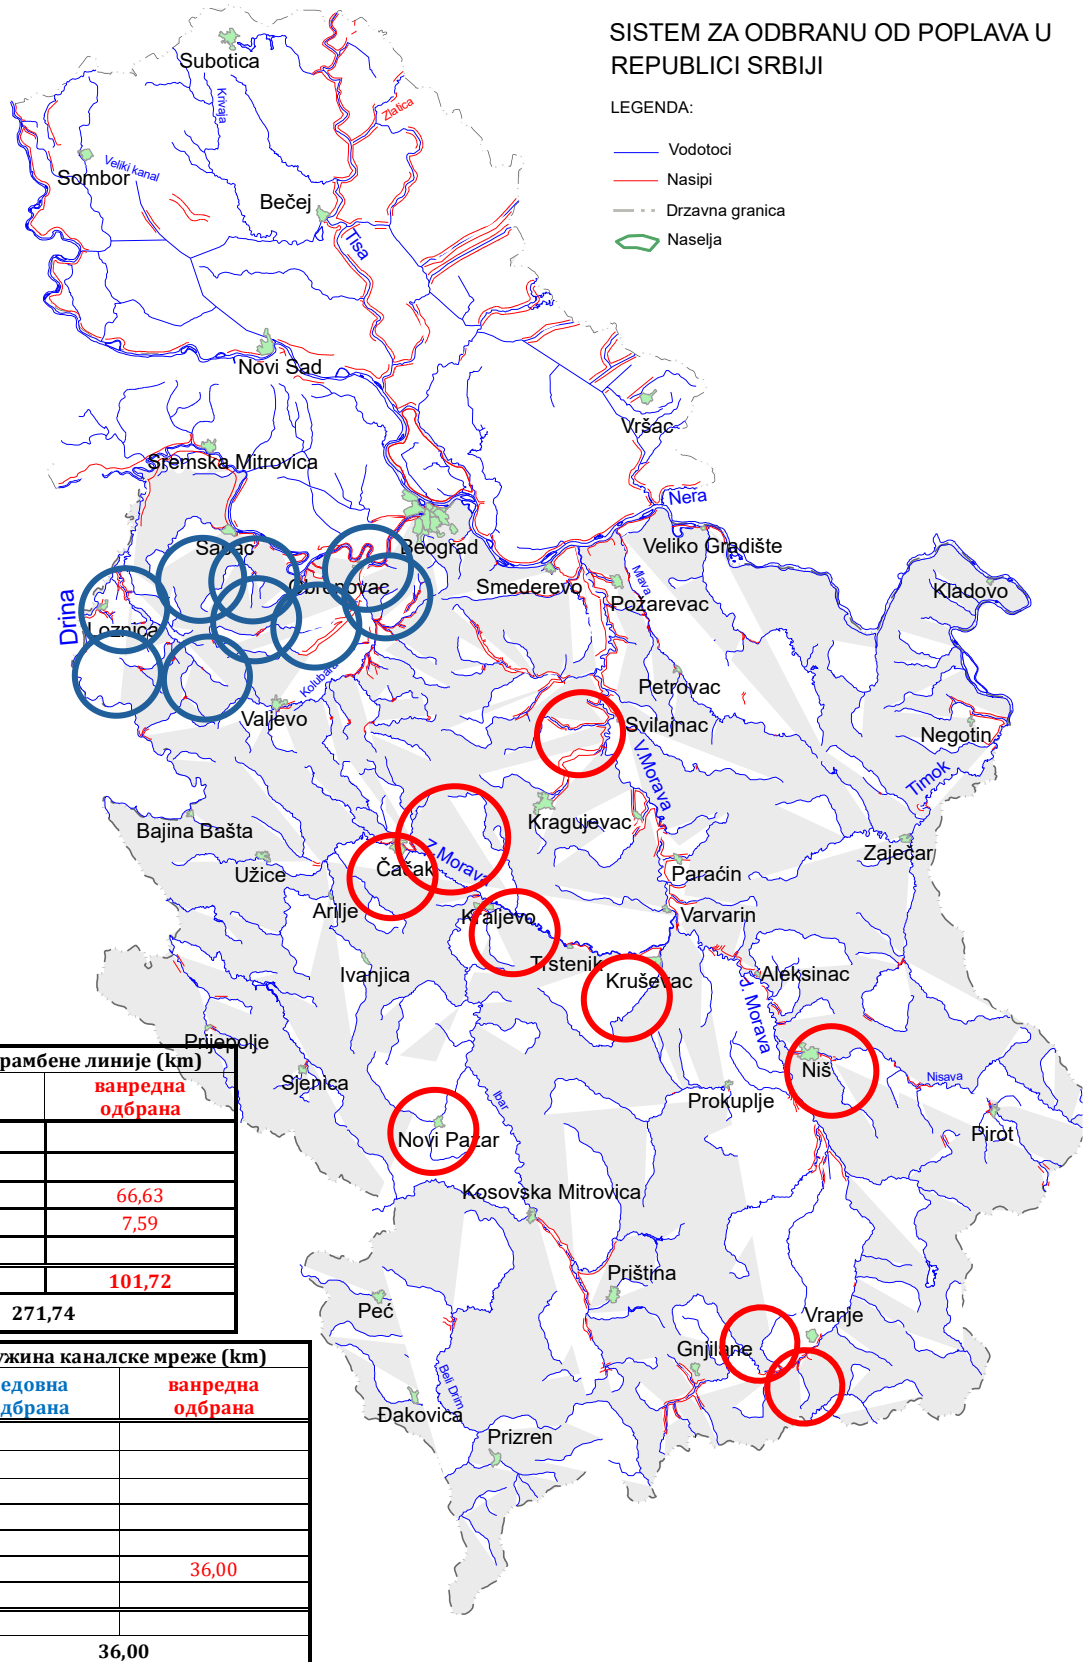 SISTEM ZA ODBRANU OD POPLAVA U
REPUBLICI SRBIJI
LEGENDA:
Vodotoci
Nasipi
Drzavna granica
Naselja
Subotica
Krivaja
Zlatica
Sombor
Veliki kanal
Bečej
Tisa
Novi Sad
Vršac
Sremska Mitrovica
Nera
Šabac
Beograd
Veliko Gradište
Obrenovac
Smederevo
Mlava
Požarevac
Kladovo
Drina
Loznica
Kolubara
Petrovac
Valjevo
Svilajnac
Negotin
V.Morava
Timok
Bajina Bašta
Kragujevac
Zaječar
Užice
Čačak
Z.Morava
Paraćin
Arilje
Kraljevo
Varvarin
Ivanjica
Trstenik
Kruševac
Aleksinac
J. Morava
Prijepolje
Sjenica
Ibar
Niš
Nisava
Prokuplje
Pirot
Novi Pazar
Kosovska Mitrovica
Priština
Peć
Vranje
Gnjilane
Beli Drim
Đakovica
Prizren
рамбене линије (km)
ванредна
одбрана
66,63
7,59
101,72
271,74
ужина каналске мреже (km)
едовна
дбрана
ванредна
одбрана
36,00
36,00